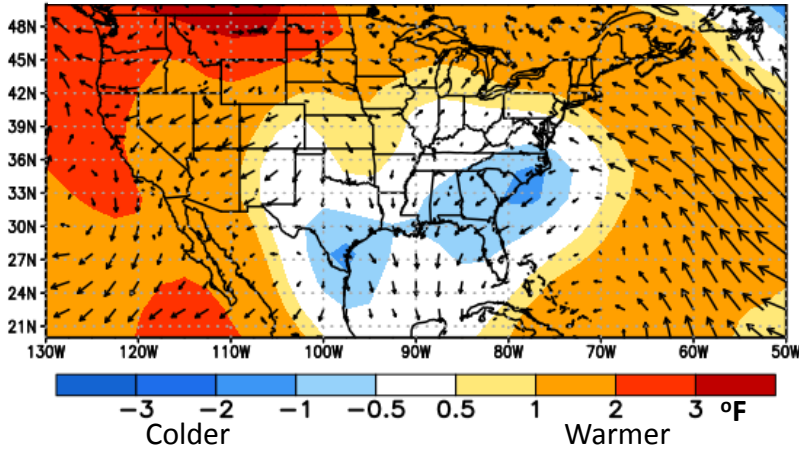 48N
45N
42N
39N
36N
33N
30N
27N
24N
21N
130W 120W 110W 100W 90W 80W 70W 60W 50W
−3 −2 −1 −0.5 0.5 1 2 3 ºF
Colder Warmer